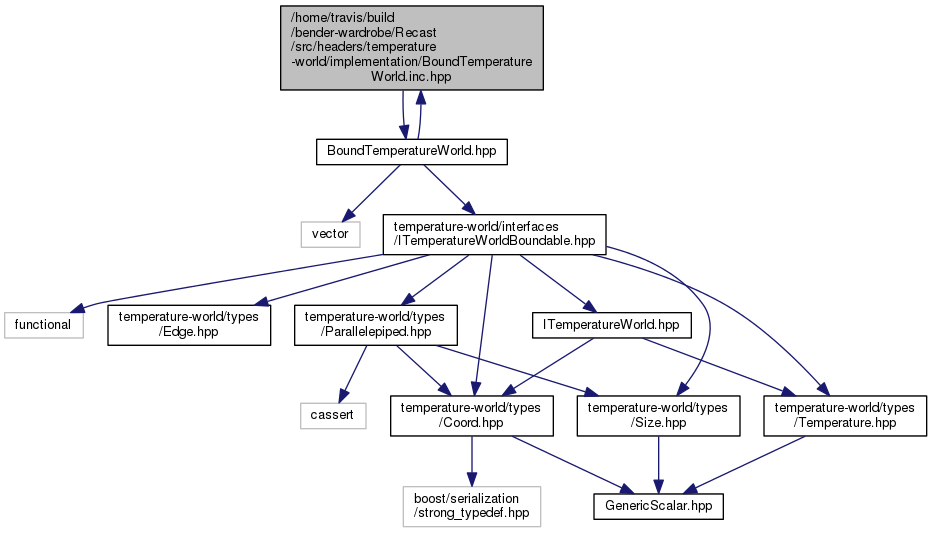 /home/travis/build
/bender-wardrobe/Recast
/src/headers/temperature
-world/implementation/BoundTemperature
World.inc.hpp
BoundTemperatureWorld.hpp
vector
temperature-world/interfaces
/ITemperatureWorldBoundable.hpp
functional
temperature-world/types
/Edge.hpp
temperature-world/types
/Parallelepiped.hpp
ITemperatureWorld.hpp
cassert
temperature-world/types
/Coord.hpp
temperature-world/types
/Size.hpp
temperature-world/types
/Temperature.hpp
boost/serialization
/strong_typedef.hpp
GenericScalar.hpp